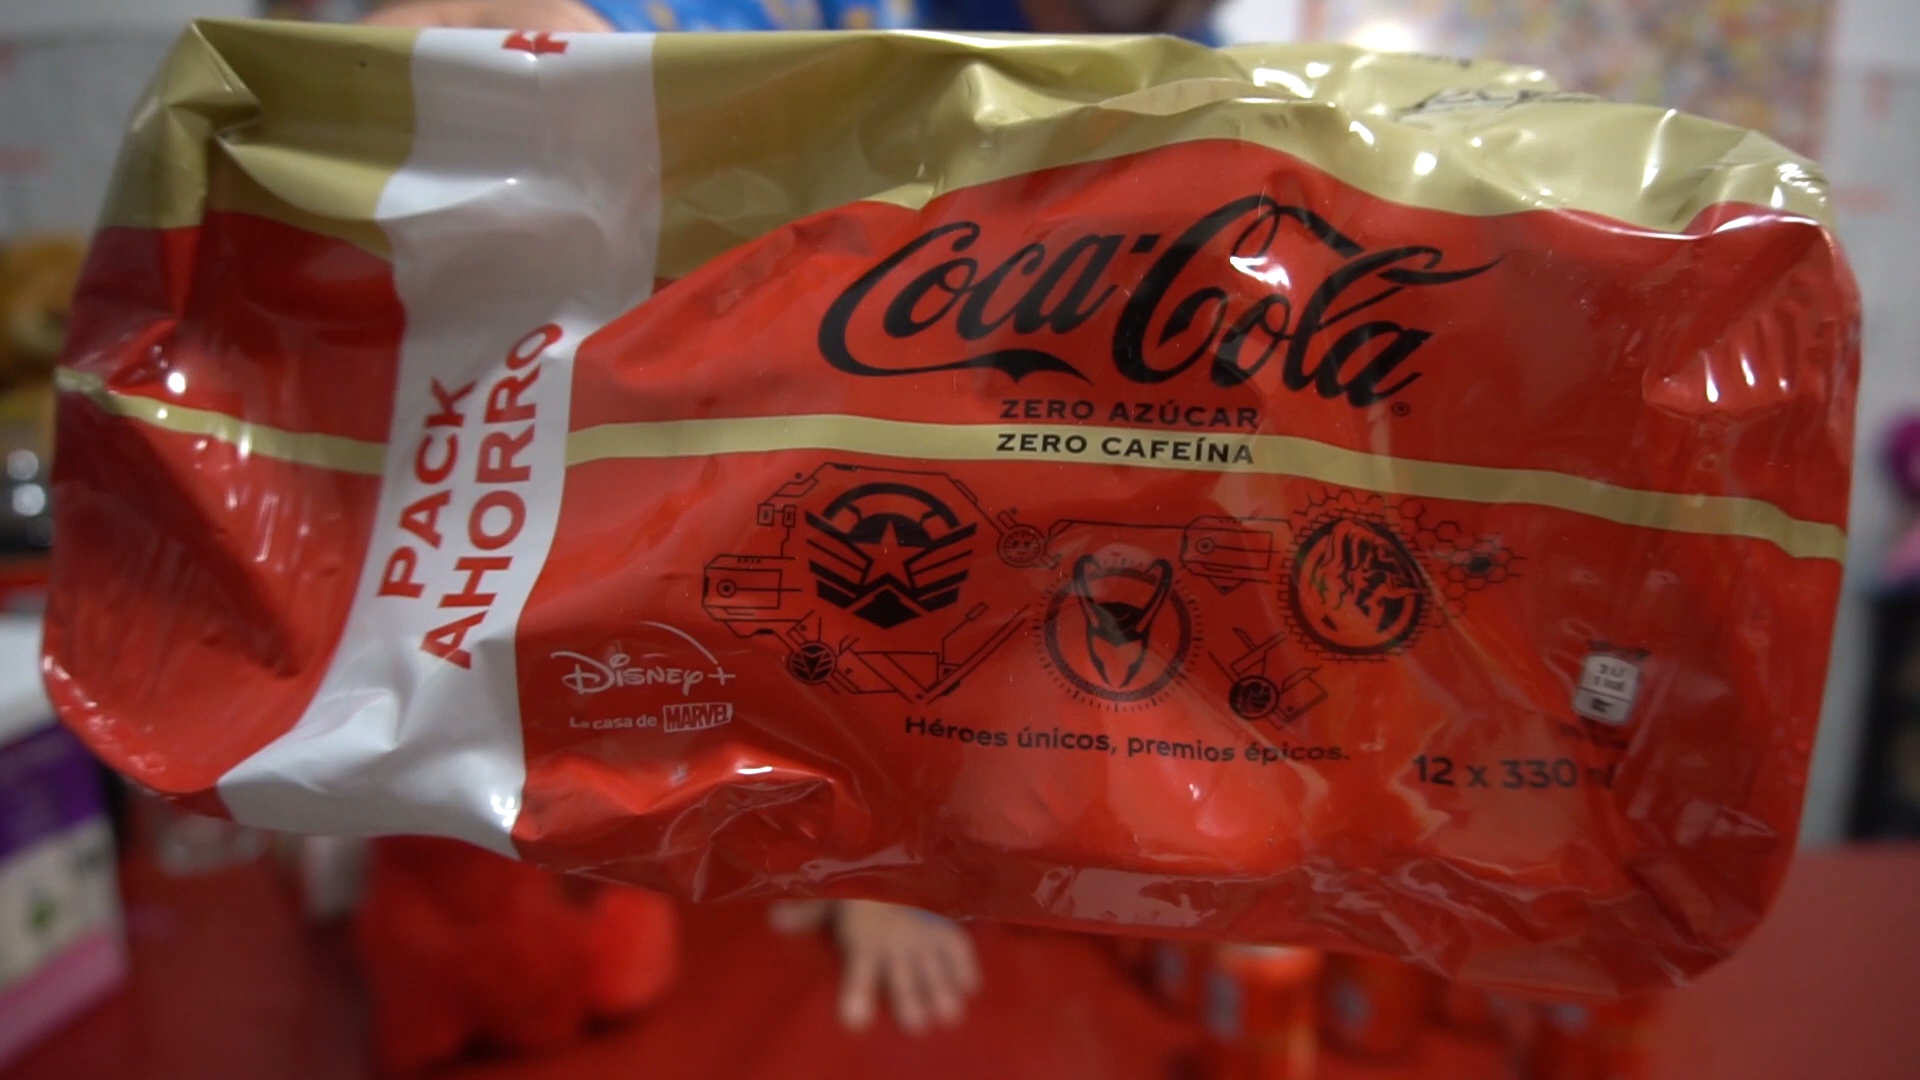 PACK
AHORRO
Coca-Cola®
ZERO AZÚCAR
ZERO CAFEÍNA
Disney+
La casa de MARVEL
Héroes únicos, premios épicos.
12 x 330